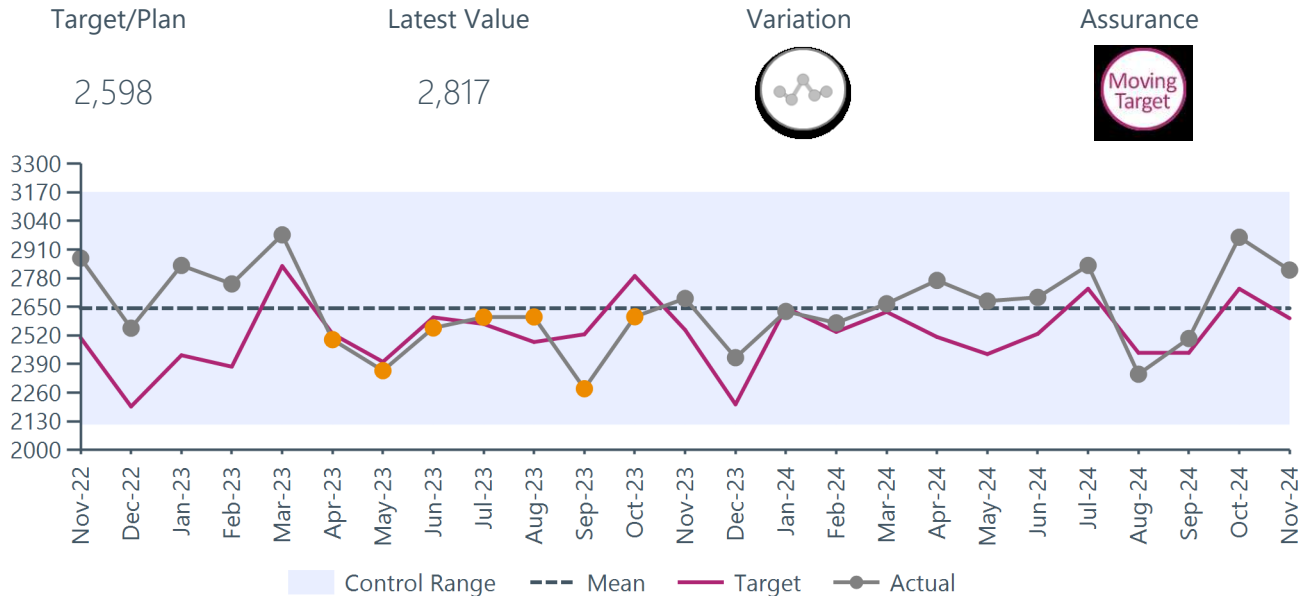 Target/Plan Latest Value Variation Assurance
2,598 2,817
Moving
Target
3300
3170
3040
2910
2780
2650
2520
2390
2260
2130
2000
Nov-22 Dec-22 Jan-23 Feb-23 Mar-23 Apr-23 May-23 Jun-23 Jul-23 Aug-23 Sep-23 Oct-23 Nov-23 Dec-23 Jan-24 Feb-24 Mar-24 Apr-24 May-24 Jun-24 Jul-24 Aug-24 Sep-24 Oct-24 Nov-24
Control Range Mean Target Actual